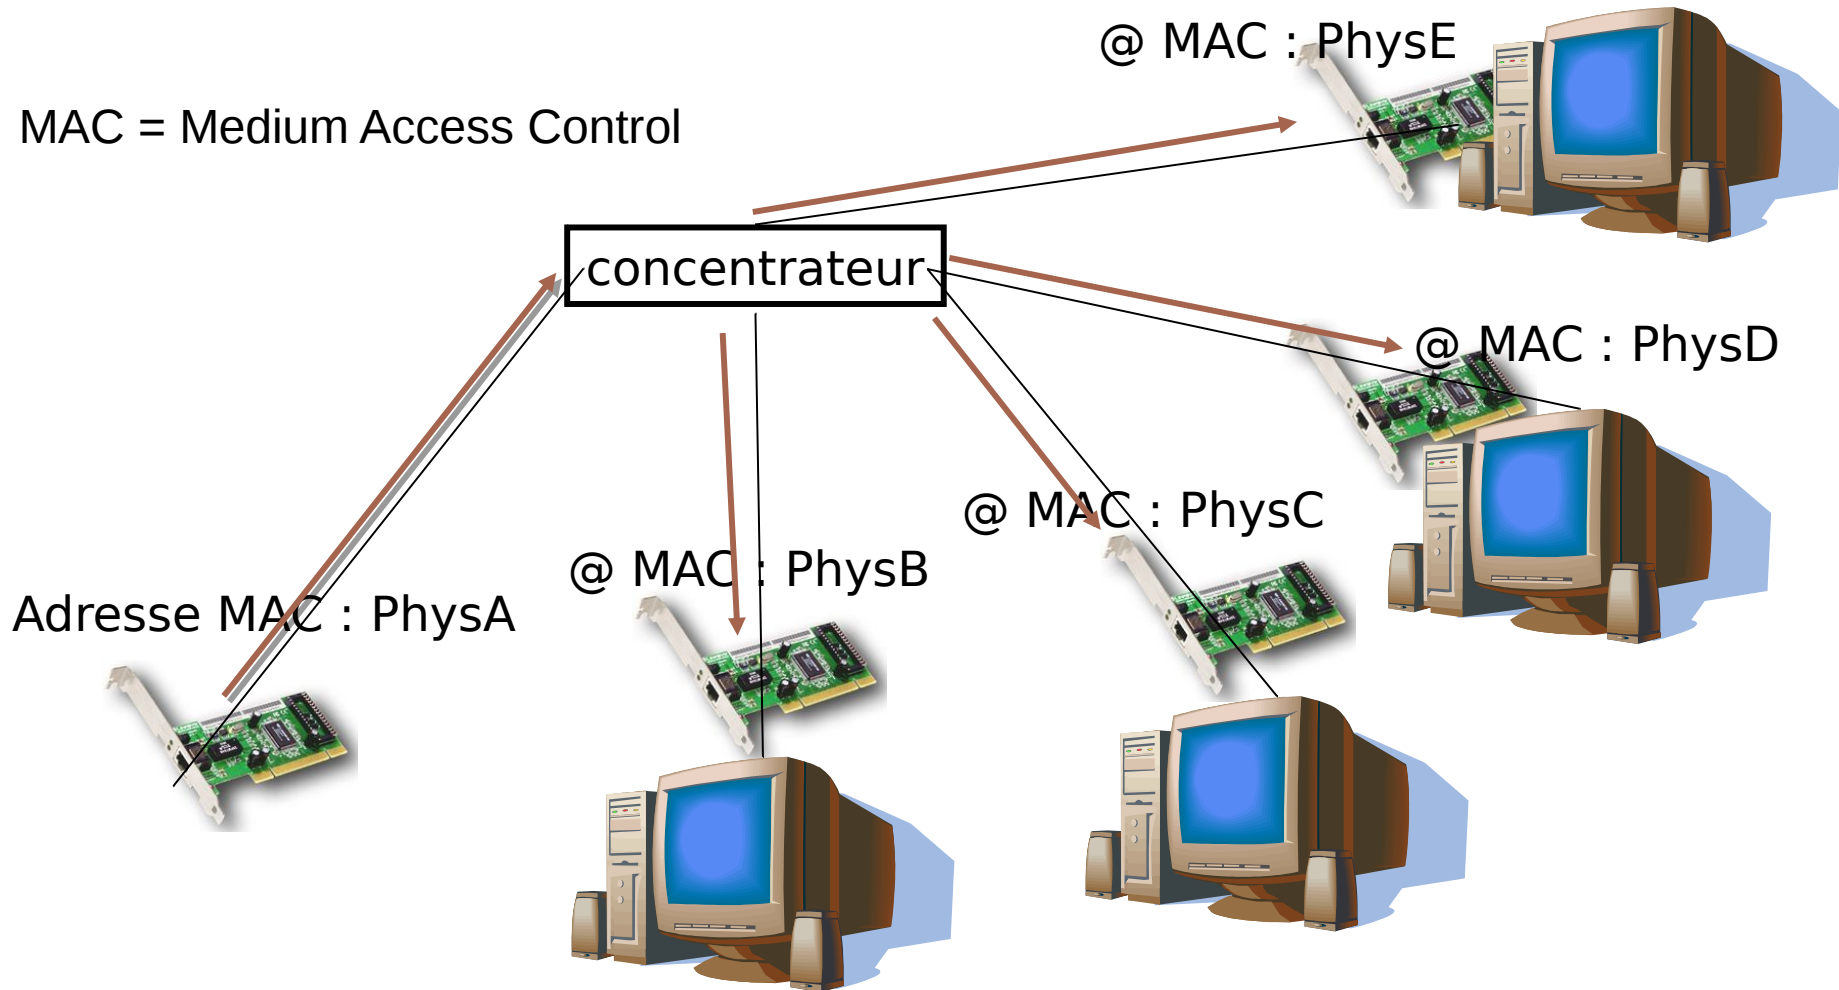 @ MAC : PhysE
MAC = Medium Access Control
concentrateur
@ MAC : PhysD
@ MAC : PhysC
@ MAC : PhysB
Adresse MAC : PhysA